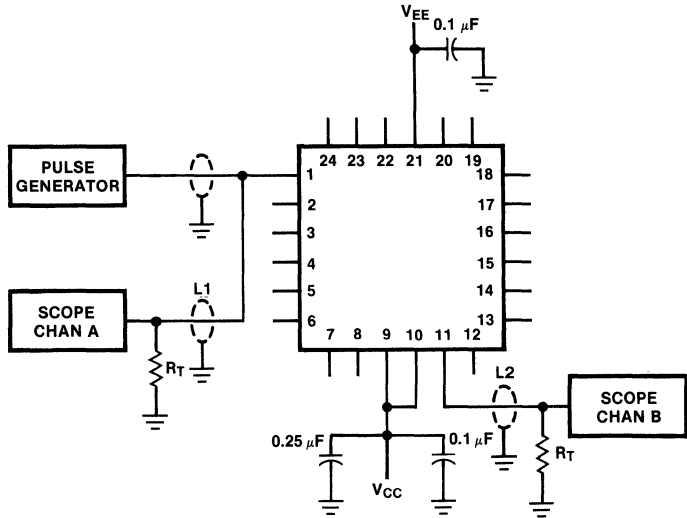 VEE
0.1 μF
24 23 22 21 20 19
PULSE
GENERATOR
1
2
3
4
5
6
18
17
16
15
14
13
L1
SCOPE
CHAN A
RT
7 8 9 10 11 12
L2
SCOPE
CHAN B
RT
0.25 μF
0.1 μF
VCC